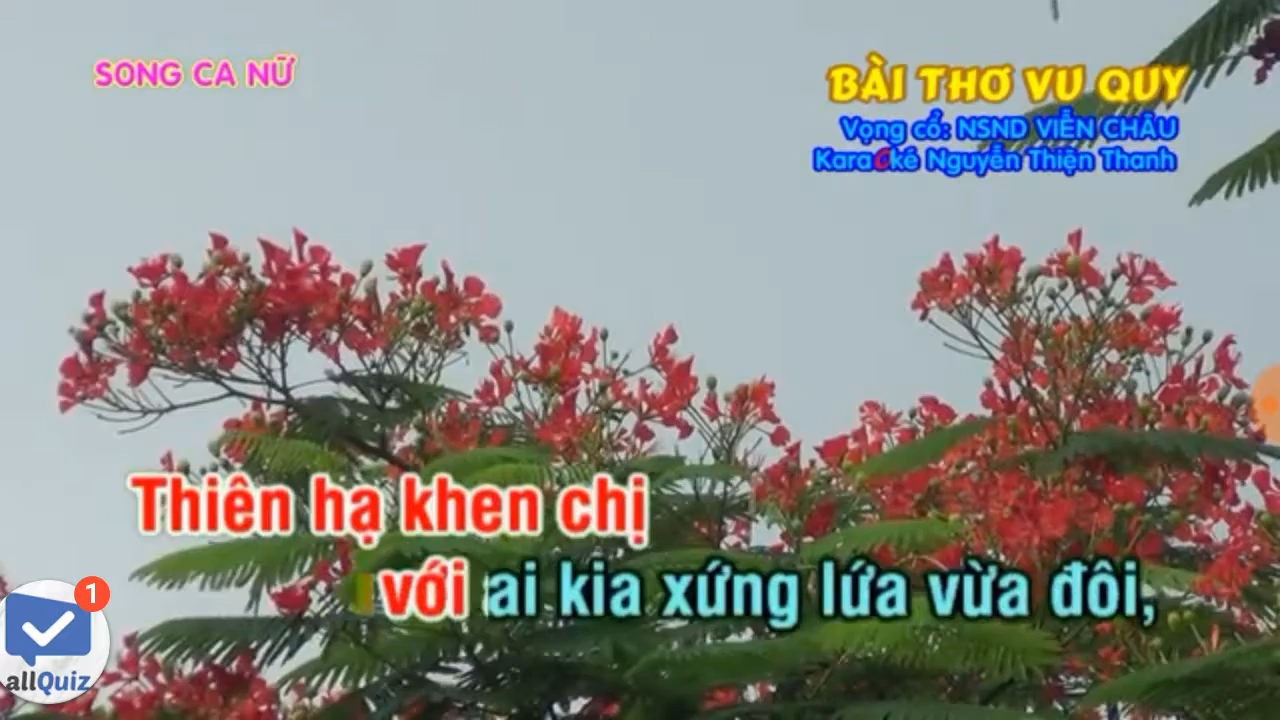 SONG CA NỮ
BÀI THƠ VU QUY
Vọng cổ: NSND VIỄN CHÂU
KaraOké Nguyễn Thiện Thanh
Thiên hạ khen chị
với ai kia xứng lứa vừa đôi,
1
allQuiz